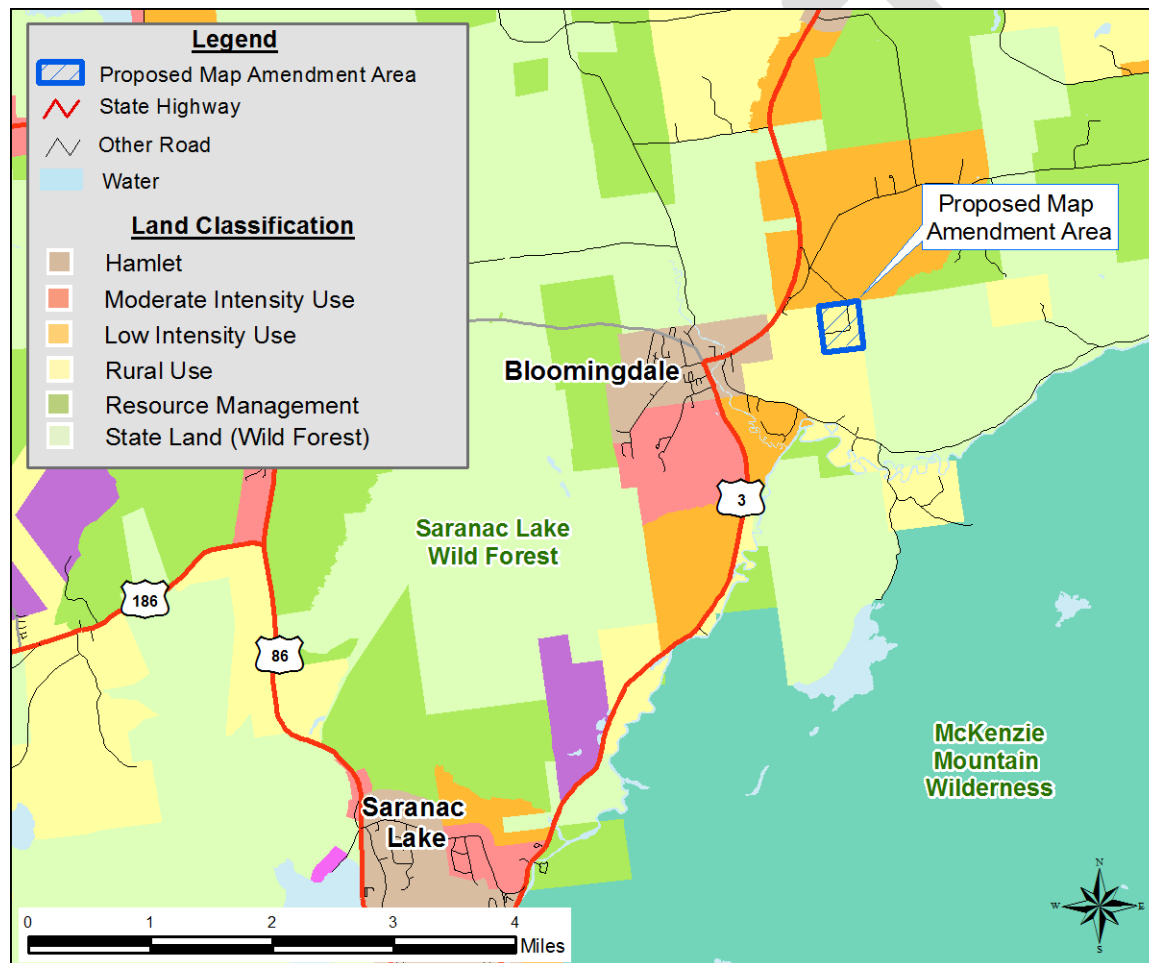 Legend
Proposed Map Amendment Area
State Highway
Other Road
Water
Land Classification
Hamlet
Moderate Intensity Use
Low Intensity Use
Rural Use
Resource Management
State Land (Wild Forest)
Proposed Map
Amendment Area
Bloomingdale
3
Saranac Lake
Wild Forest
186
86
McKenzie
Mountain
Wilderness
Saranac
Lake
0 1 2 3 4
Miles
N
W E
S